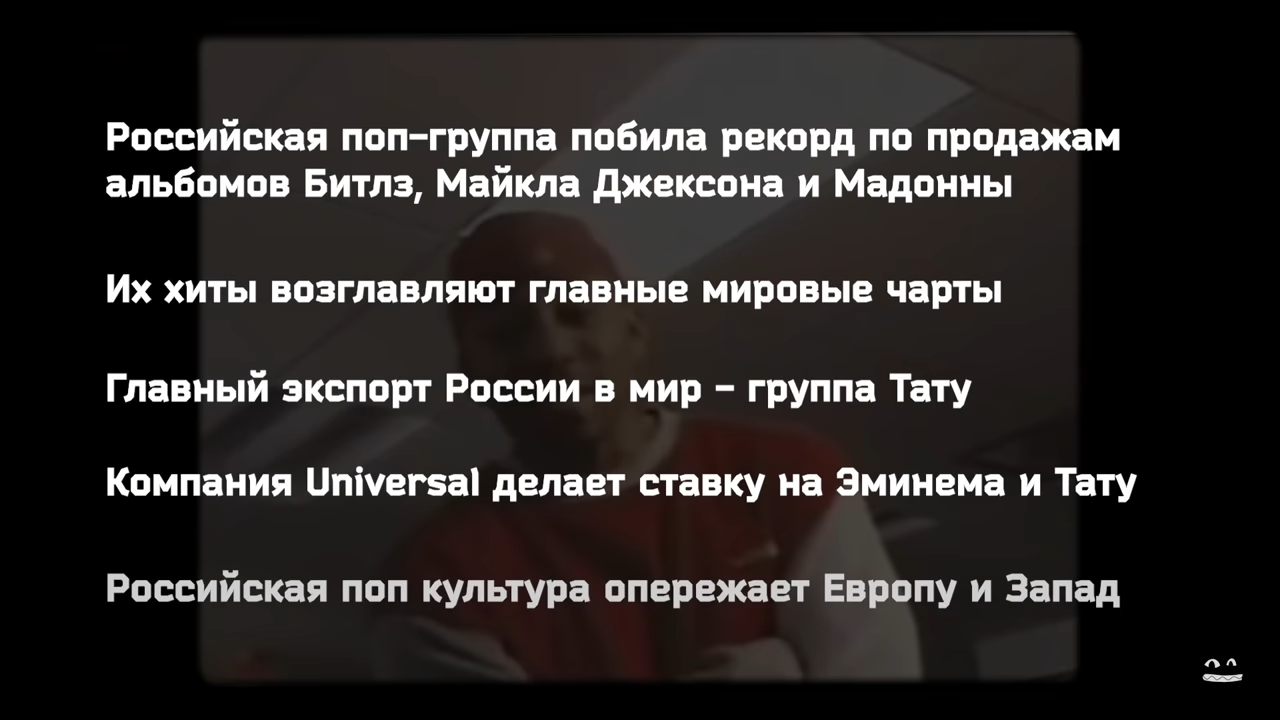 Российская поп-группа побила рекорд по продажам
альбомов Битлз, Майкла Джексона и Мадонны
Их хиты возглавляют главные мировые чарты
Главный экспорт России в мир - группа Тату
Компания Universal делает ставку на Эминема и Тату
Российская поп культура опережает Европу и Запад